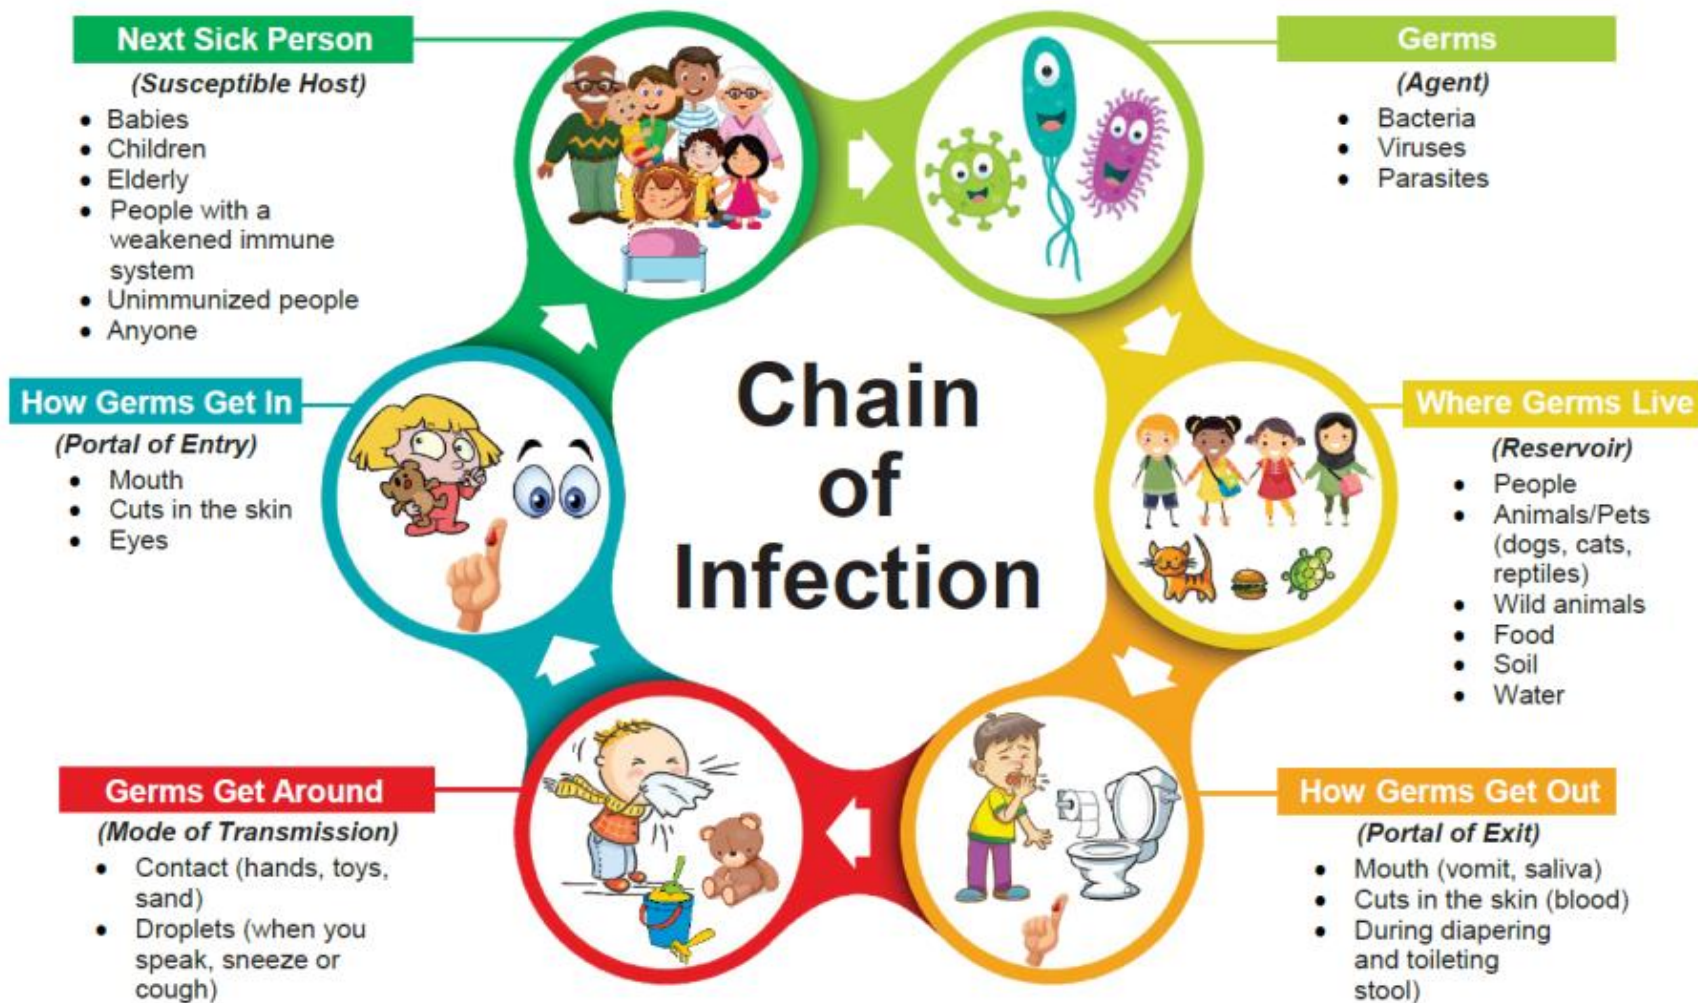 Next Sick Person
(Susceptible Host)
• Babies
• Children
• Elderly
• People with a
weakened immune
system
• Unimmunized people
• Anyone
Germs
(Agent)
• Bacteria
• Viruses
• Parasites
How Germs Get In
(Portal of Entry)
• Mouth
• Cuts in the skin
• Eyes
Chain
of
Infection
Where Germs Live
(Reservoir)
• People
• Animals/Pets
(dogs, cats,
reptiles)
• Wild animals
• Food
• Soil
• Water
Germs Get Around
(Mode of Transmission)
• Contact (hands, toys,
sand)
• Droplets (when you
speak, sneeze or
cough)
How Germs Get Out
(Portal of Exit)
• Mouth (vomit, saliva)
• Cuts in the skin (blood)
• During diapering
and toileting
stool)